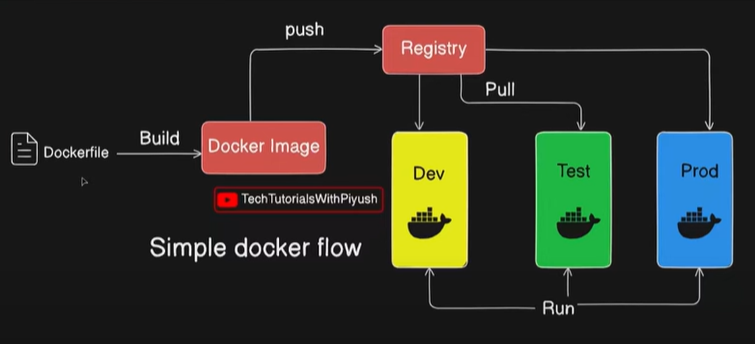 push
Registry
Pull
Build
Dockerfile
Docker Image
Dev
Test
Prod
TechTutorialsWithPiyush
Simple docker flow
Run